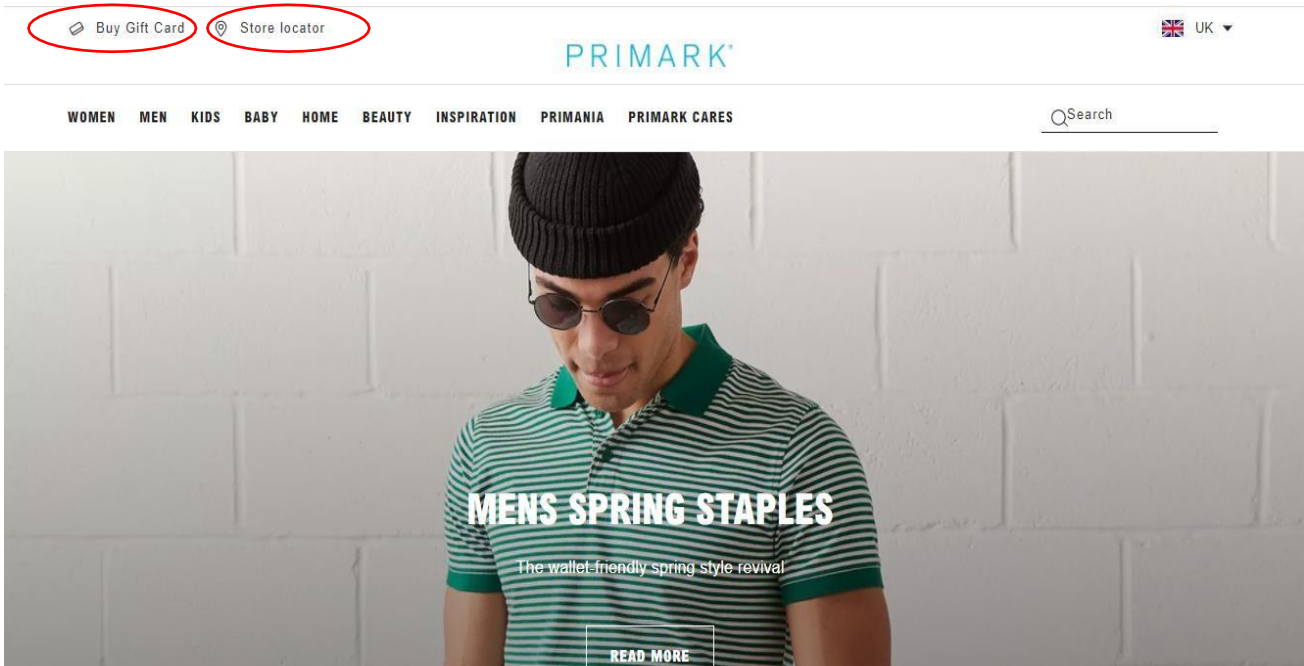 Buy Gift Card Store locator
UK
PRIMARK
WOMEN MEN KIDS BABY HOME BEAUTY INSPIRATION PRIMANIA PRIMARK CARES
Search
MENS SPRING STAPLES
The wallet-friendly spring style revival
READ MORE